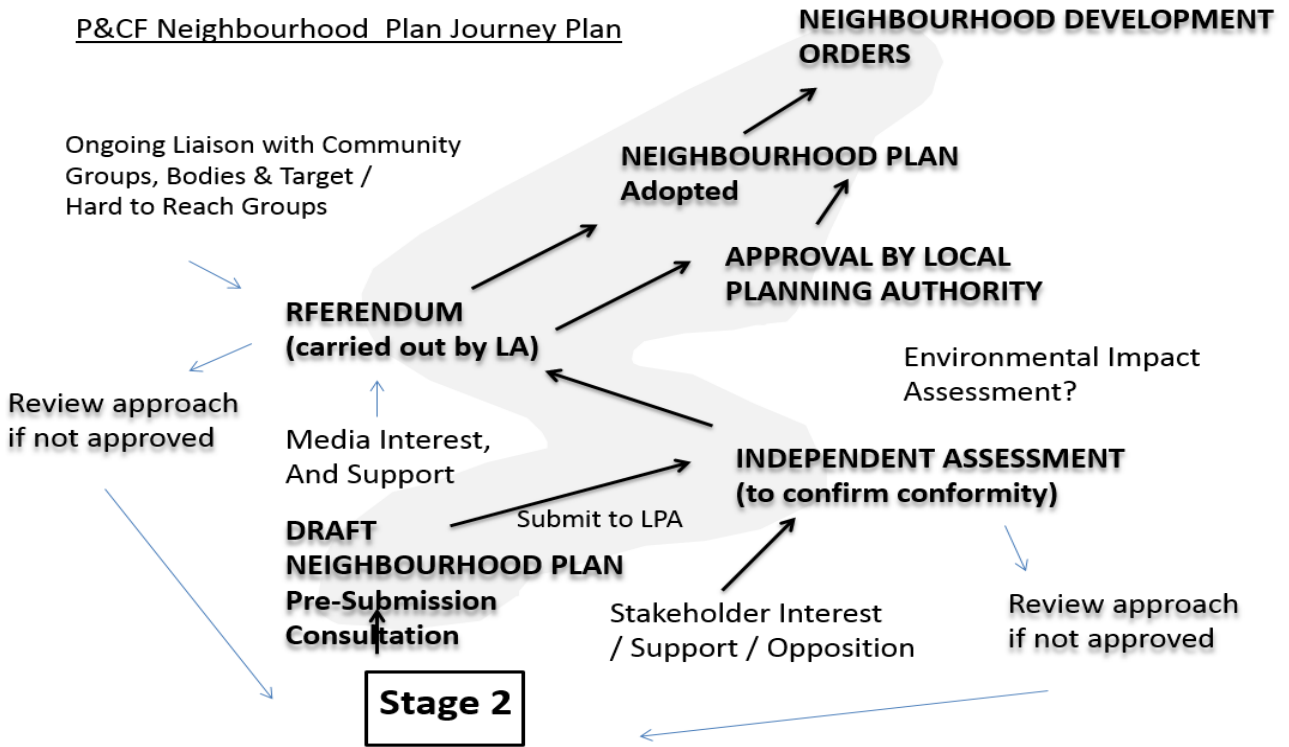 P&CF Neighbourhood  Plan Journey Plan
NEIGHBOURHOOD DEVELOPMENT
ORDERS
Ongoing Liaison with Community
Groups, Bodies & Target /
Hard to Reach Groups
NEIGHBOURHOOD PLAN
Adopted
APPROVAL BY LOCAL
PLANNING AUTHORITY
RFERENDUM
(carried out by LA)
Environmental Impact
Assessment?
Review approach
if not approved
Media Interest,
And Support
INDEPENDENT ASSESSMENT
(to confirm conformity)
Submit to LPA
DRAFT
NEIGHBOURHOOD PLAN
Pre-Submission
Consultation
Stakeholder Interest
/ Support / Opposition
Review approach
if not approved
Stage 2